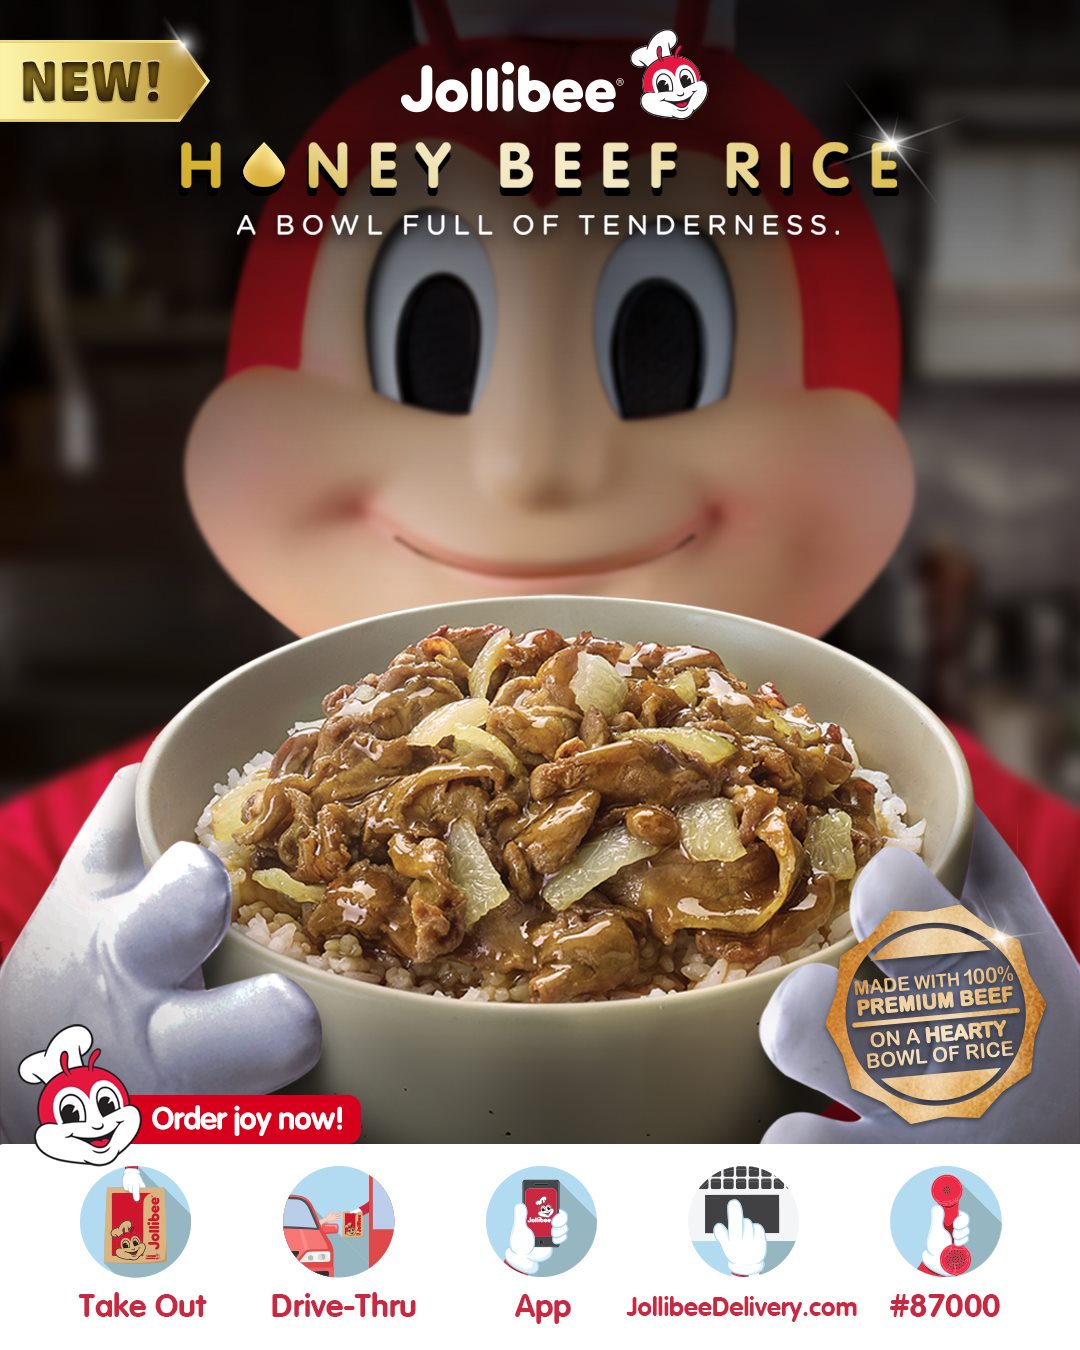 NEW!
Jollibee®
HONEY BEEF RICE
A BOWL FULL OF TENDERNESS.
MADE WITH 100%
PREMIUM BEEF
ON A HEARTY
BOWL OF RICE
Order joy now!
Jollibee
Jollibee
Take Out
Drive-Thru
App
JollibeeDelivery.com
#87000